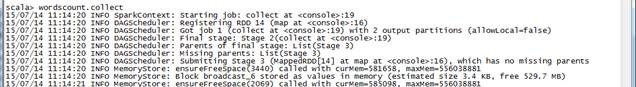 scala> wordscount.collect
15/07/14 11:14:20 INFO SparkContext: Starting job: collect at <console>:19
15/07/14 11:14:20 INFO DAGScheduler: Registering RDD 14 (map at <console>:16)
15/07/14 11:14:20 INFO DAGScheduler: Got job 1 (collect at <console>:19) with 2 output partitions (allowLocal=false)
15/07/14 11:14:20 INFO DAGScheduler: Final stage: Stage 2(collect at <console>:19)
15/07/14 11:14:20 INFO DAGScheduler: Parents of final stage: List(Stage 3)
15/07/14 11:14:20 INFO DAGScheduler: Missing parents: List(Stage 3)
15/07/14 11:14:20 INFO DAGScheduler: Submitting Stage 3 (MappedRDD[14] at map at <console>:16), which has no missing parents
15/07/14 11:14:20 INFO MemoryStore: ensureFreeSpace(3440) called with curMem=581658, maxMem=556038881
15/07/14 11:14:20 INFO MemoryStore: Block broadcast_6 stored as values in memory (estimated size 3.4 KB, free 529.7 MB)
15/07/14 11:14:21 INFO MemoryStore: ensureFreeSpace(2069) called with curMem=585098, maxMem=556038881